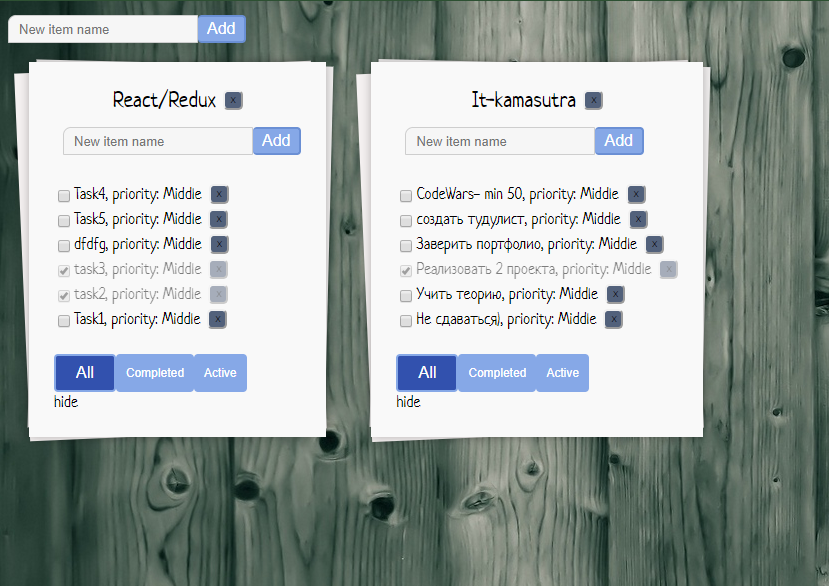 New item name Add
React/Redux x
New item name Add
Task4, priority: Middle x
Task5, priority: Middle x
dfdfg, priority: Middle x
task3, priority: Middle x
task2, priority: Middle x
Task1, priority: Middle x
All Completed Active
hide
It-kamasutra x
New item name Add
CodeWars- min 50, priority: Middle x
создать тудулист, priority: Middle x
Заверить портфолио, priority: Middle x
Реализовать 2 проекта, priority: Middle x
Учить теорию, priority: Middle x
Не сдаваться), priority: Middle x
All Completed Active
hide